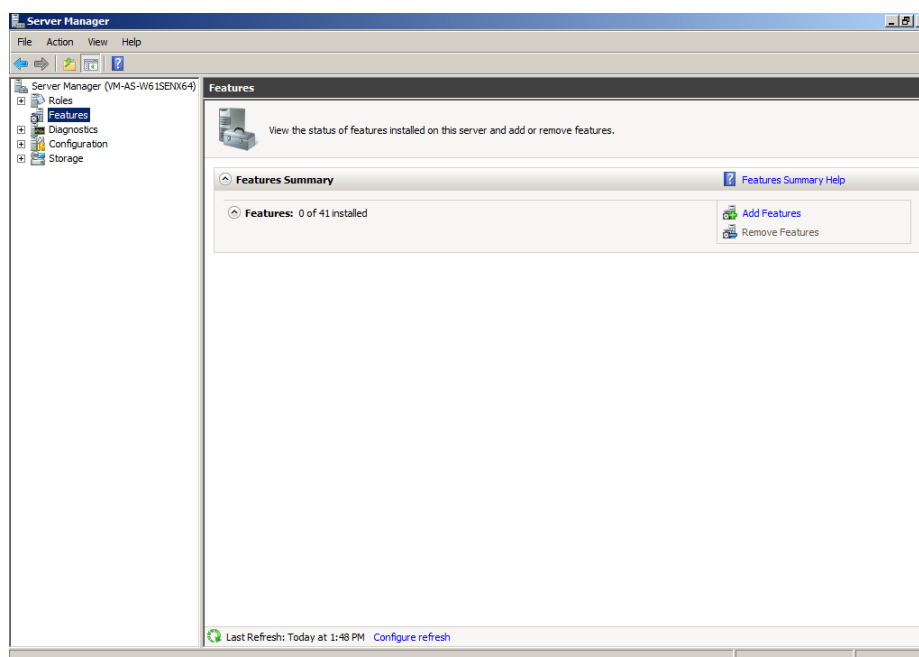 Server Manager
File Action View Help
Server Manager (VM-AS-W61SENX64)
Roles
Features
Diagnostics
Configuration
Storage
Features
View the status of features installed on this server and add or remove features.
Features Summary
Features Summary Help
Features: 0 of 41 installed
Add Features
Remove Features
Last Refresh: Today at 1:48 PM Configure refresh